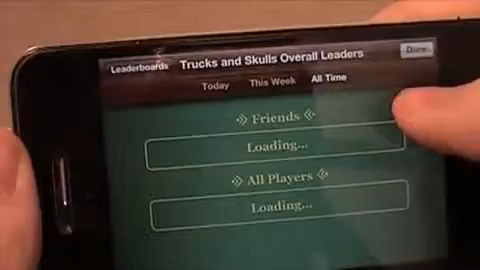 Leaderboards Trucks and Skulls Overall Leaders Done
Today This Week All Time
Friends
Loading...
All Players
Loading...